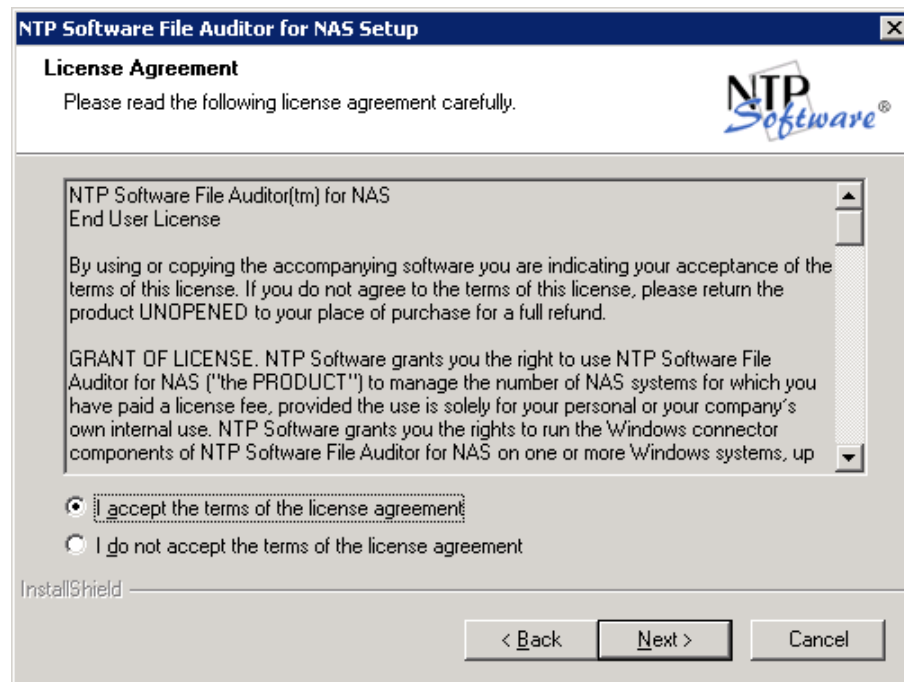 NTP Software File Auditor for NAS Setup
License Agreement
Please read the following license agreement carefully.
NTP
Software®
NTP Software File Auditor(tm) for NAS
End User License
By using or copying the accompanying software you are indicating your acceptance of the
terms of this license. If you do not agree to the terms of this license, please return the
product UNOPENED to your place of purchase for a full refund.
GRANT OF LICENSE. NTP Software grants you the right to use NTP Software File
Auditor for NAS ("the PRODUCT") to manage the number of NAS systems for which you
have paid a license fee, provided the use is solely for your personal or your company's
own internal use. NTP Software grants you the rights to run the Windows connector
components of NTP Software File Auditor for NAS on one or more Windows systems, up
I accept the terms of the license agreement
I do not accept the terms of the license agreement
InstallShield
< Back
Next >
Cancel